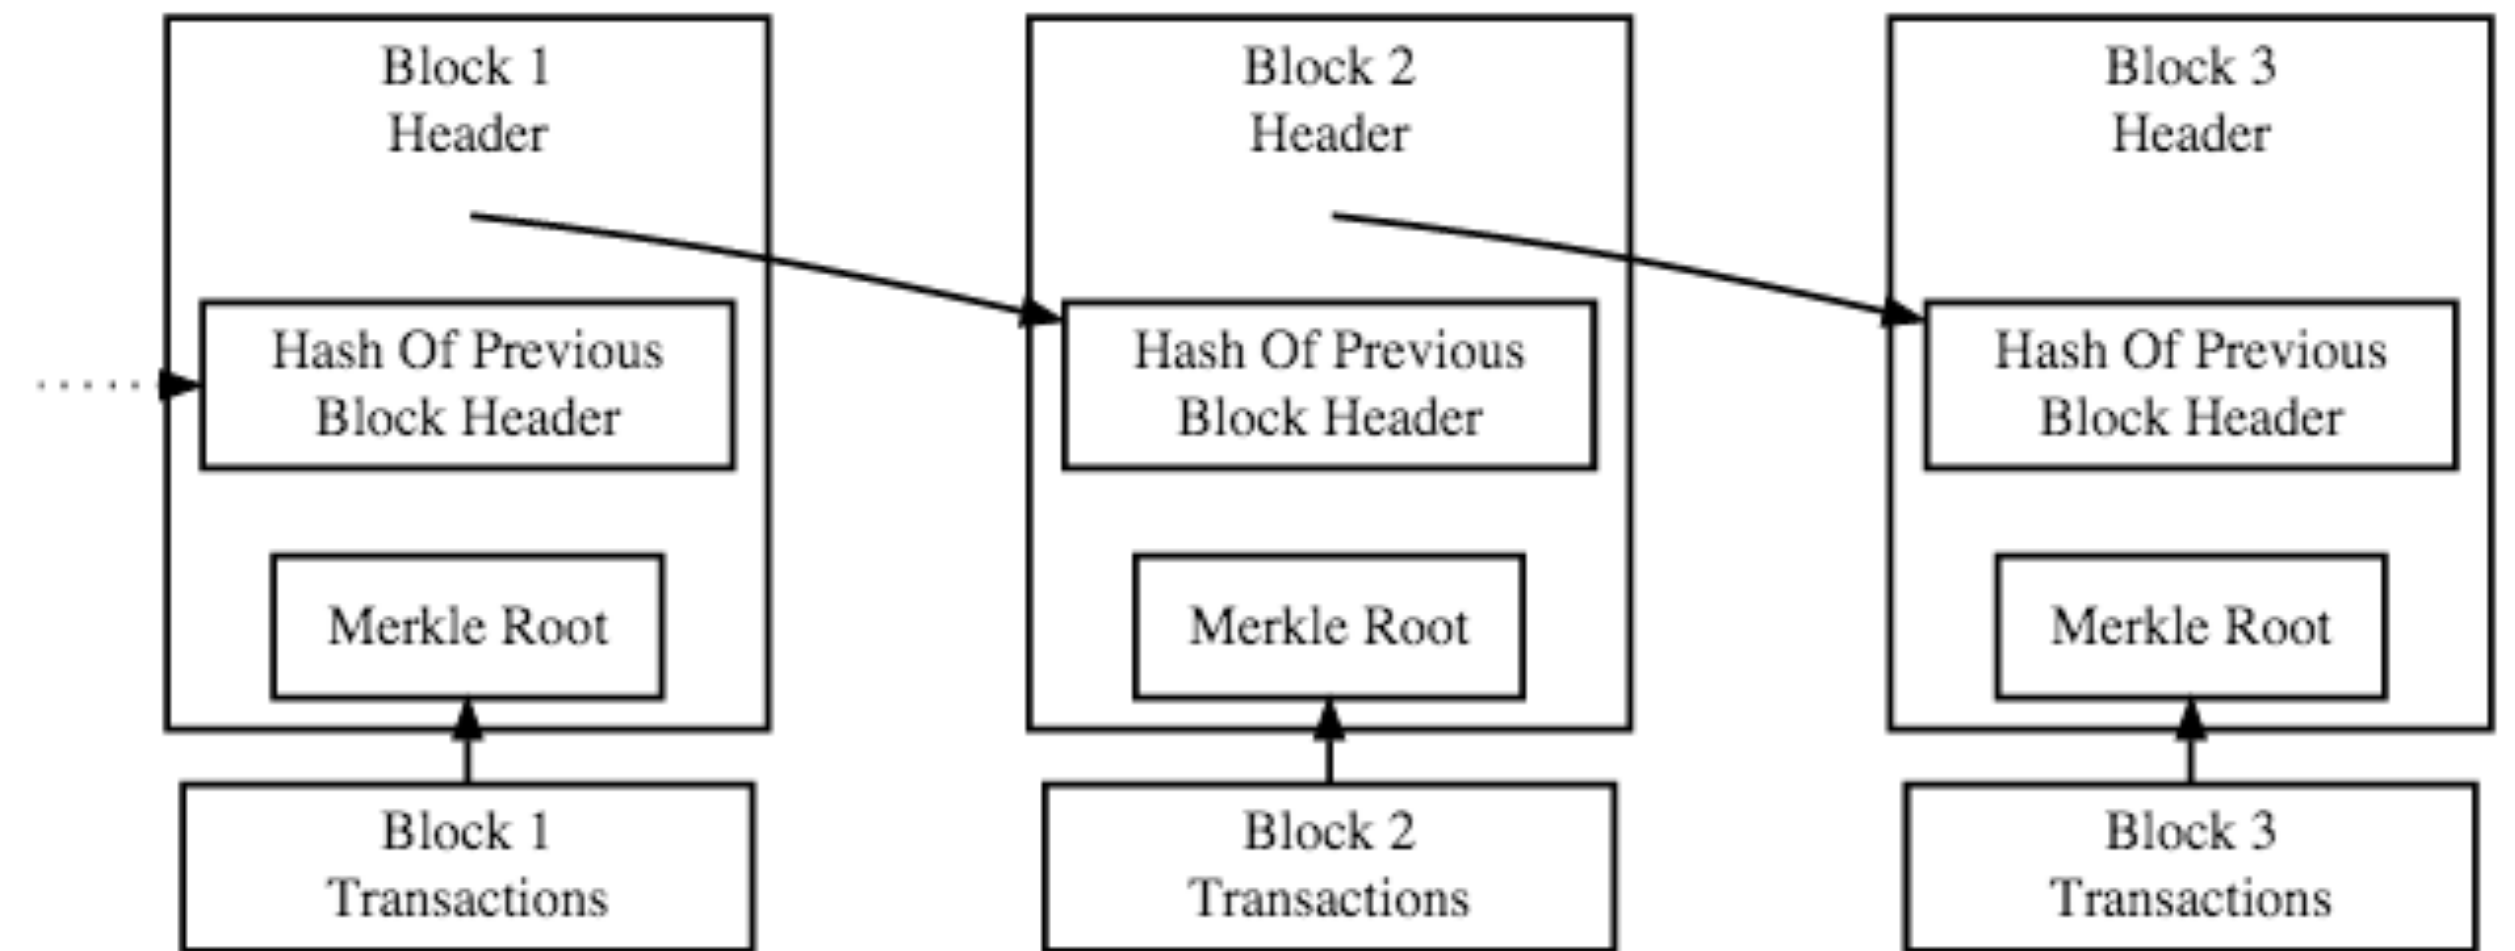 Block 1
Header
Hash Of Previous
Block Header
Merkle Root
Block 1
Transactions
Block 2
Header
Hash Of Previous
Block Header
Merkle Root
Block 2
Transactions
Block 3
Header
Hash Of Previous
Block Header
Merkle Root
Block 3
Transactions